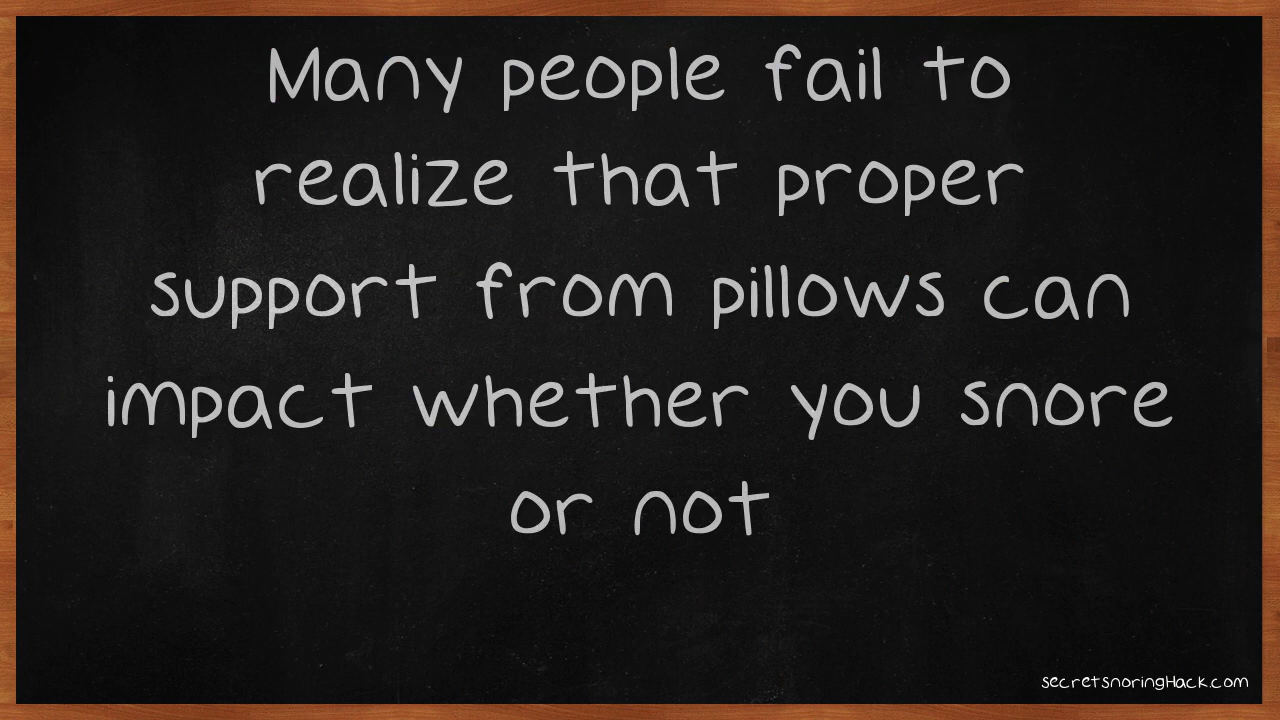 Many people fail to
realize that proper
support from pillows can
impact whether you snore
or not
secretsnoringHack.com